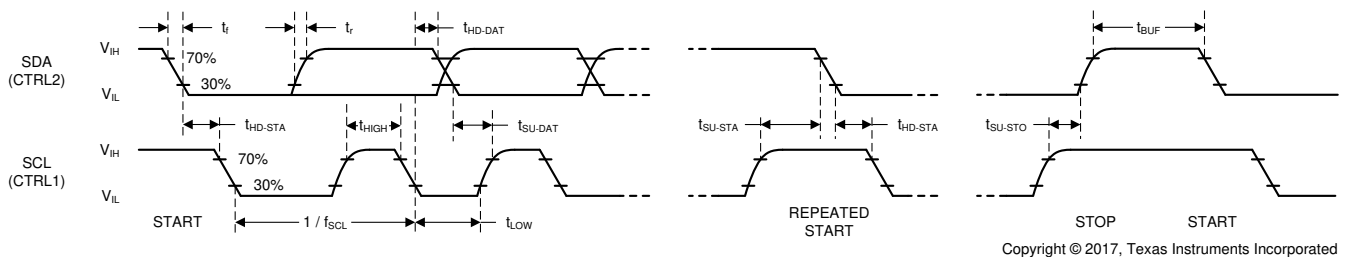 t_f
t_r
t_HD-DAT
t_BUF
SDA
(CTRL2)
V_IH
70%
30%
V_IL
t_HD-STA
t_HIGH
t_SU-DAT
t_SU-STA
t_HD-STA
t_SU-STO
SCL
(CTRL1)
V_IH
70%
30%
V_IL
START
1 / f_SCL
t_LOW
REPEATED
START
STOP
START
Copyright © 2017, Texas Instruments Incorporated